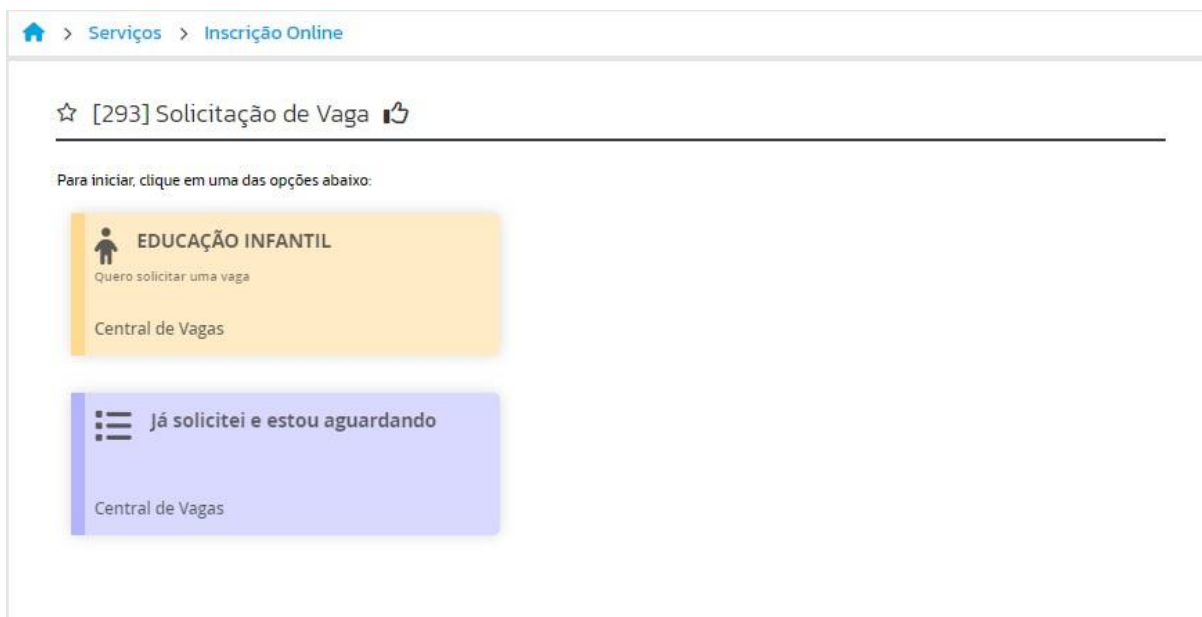 > Serviços > Inscrição Online
[293] Solicitação de Vaga
Para iniciar, clique em uma das opções abaixo:
EDUCAÇÃO INFANTIL
Quero solicitar uma vaga
Central de Vagas
Já solicitei e estou aguardando
Central de Vagas